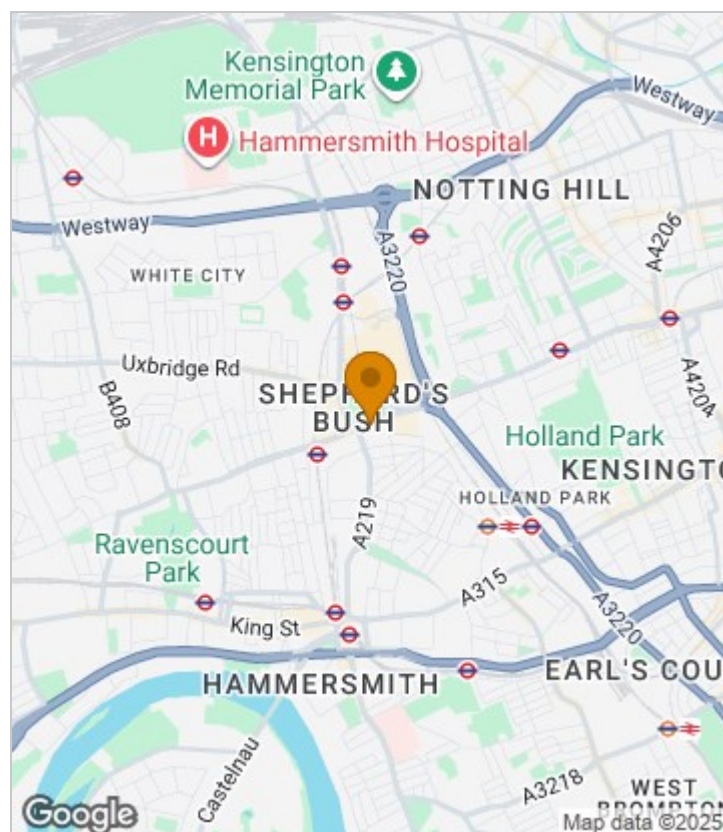 Kensington
Memorial Park
H
Hammersmith Hospital
Westway
NOTTING HILL
Westway
A3220
A4206
WHITE CITY
Uxbridge Rd
B408
SHEPHERD'S
BUSH
A4204
Holland Park
KENSINGTO
HOLLAND PARK
A219
Ravenscourt
Park
A315
King St
A3220
HAMMERSMITH
EARL'S COU
Castelnau
A3218
WEST
BROMPTON
Google
Map data ©2025